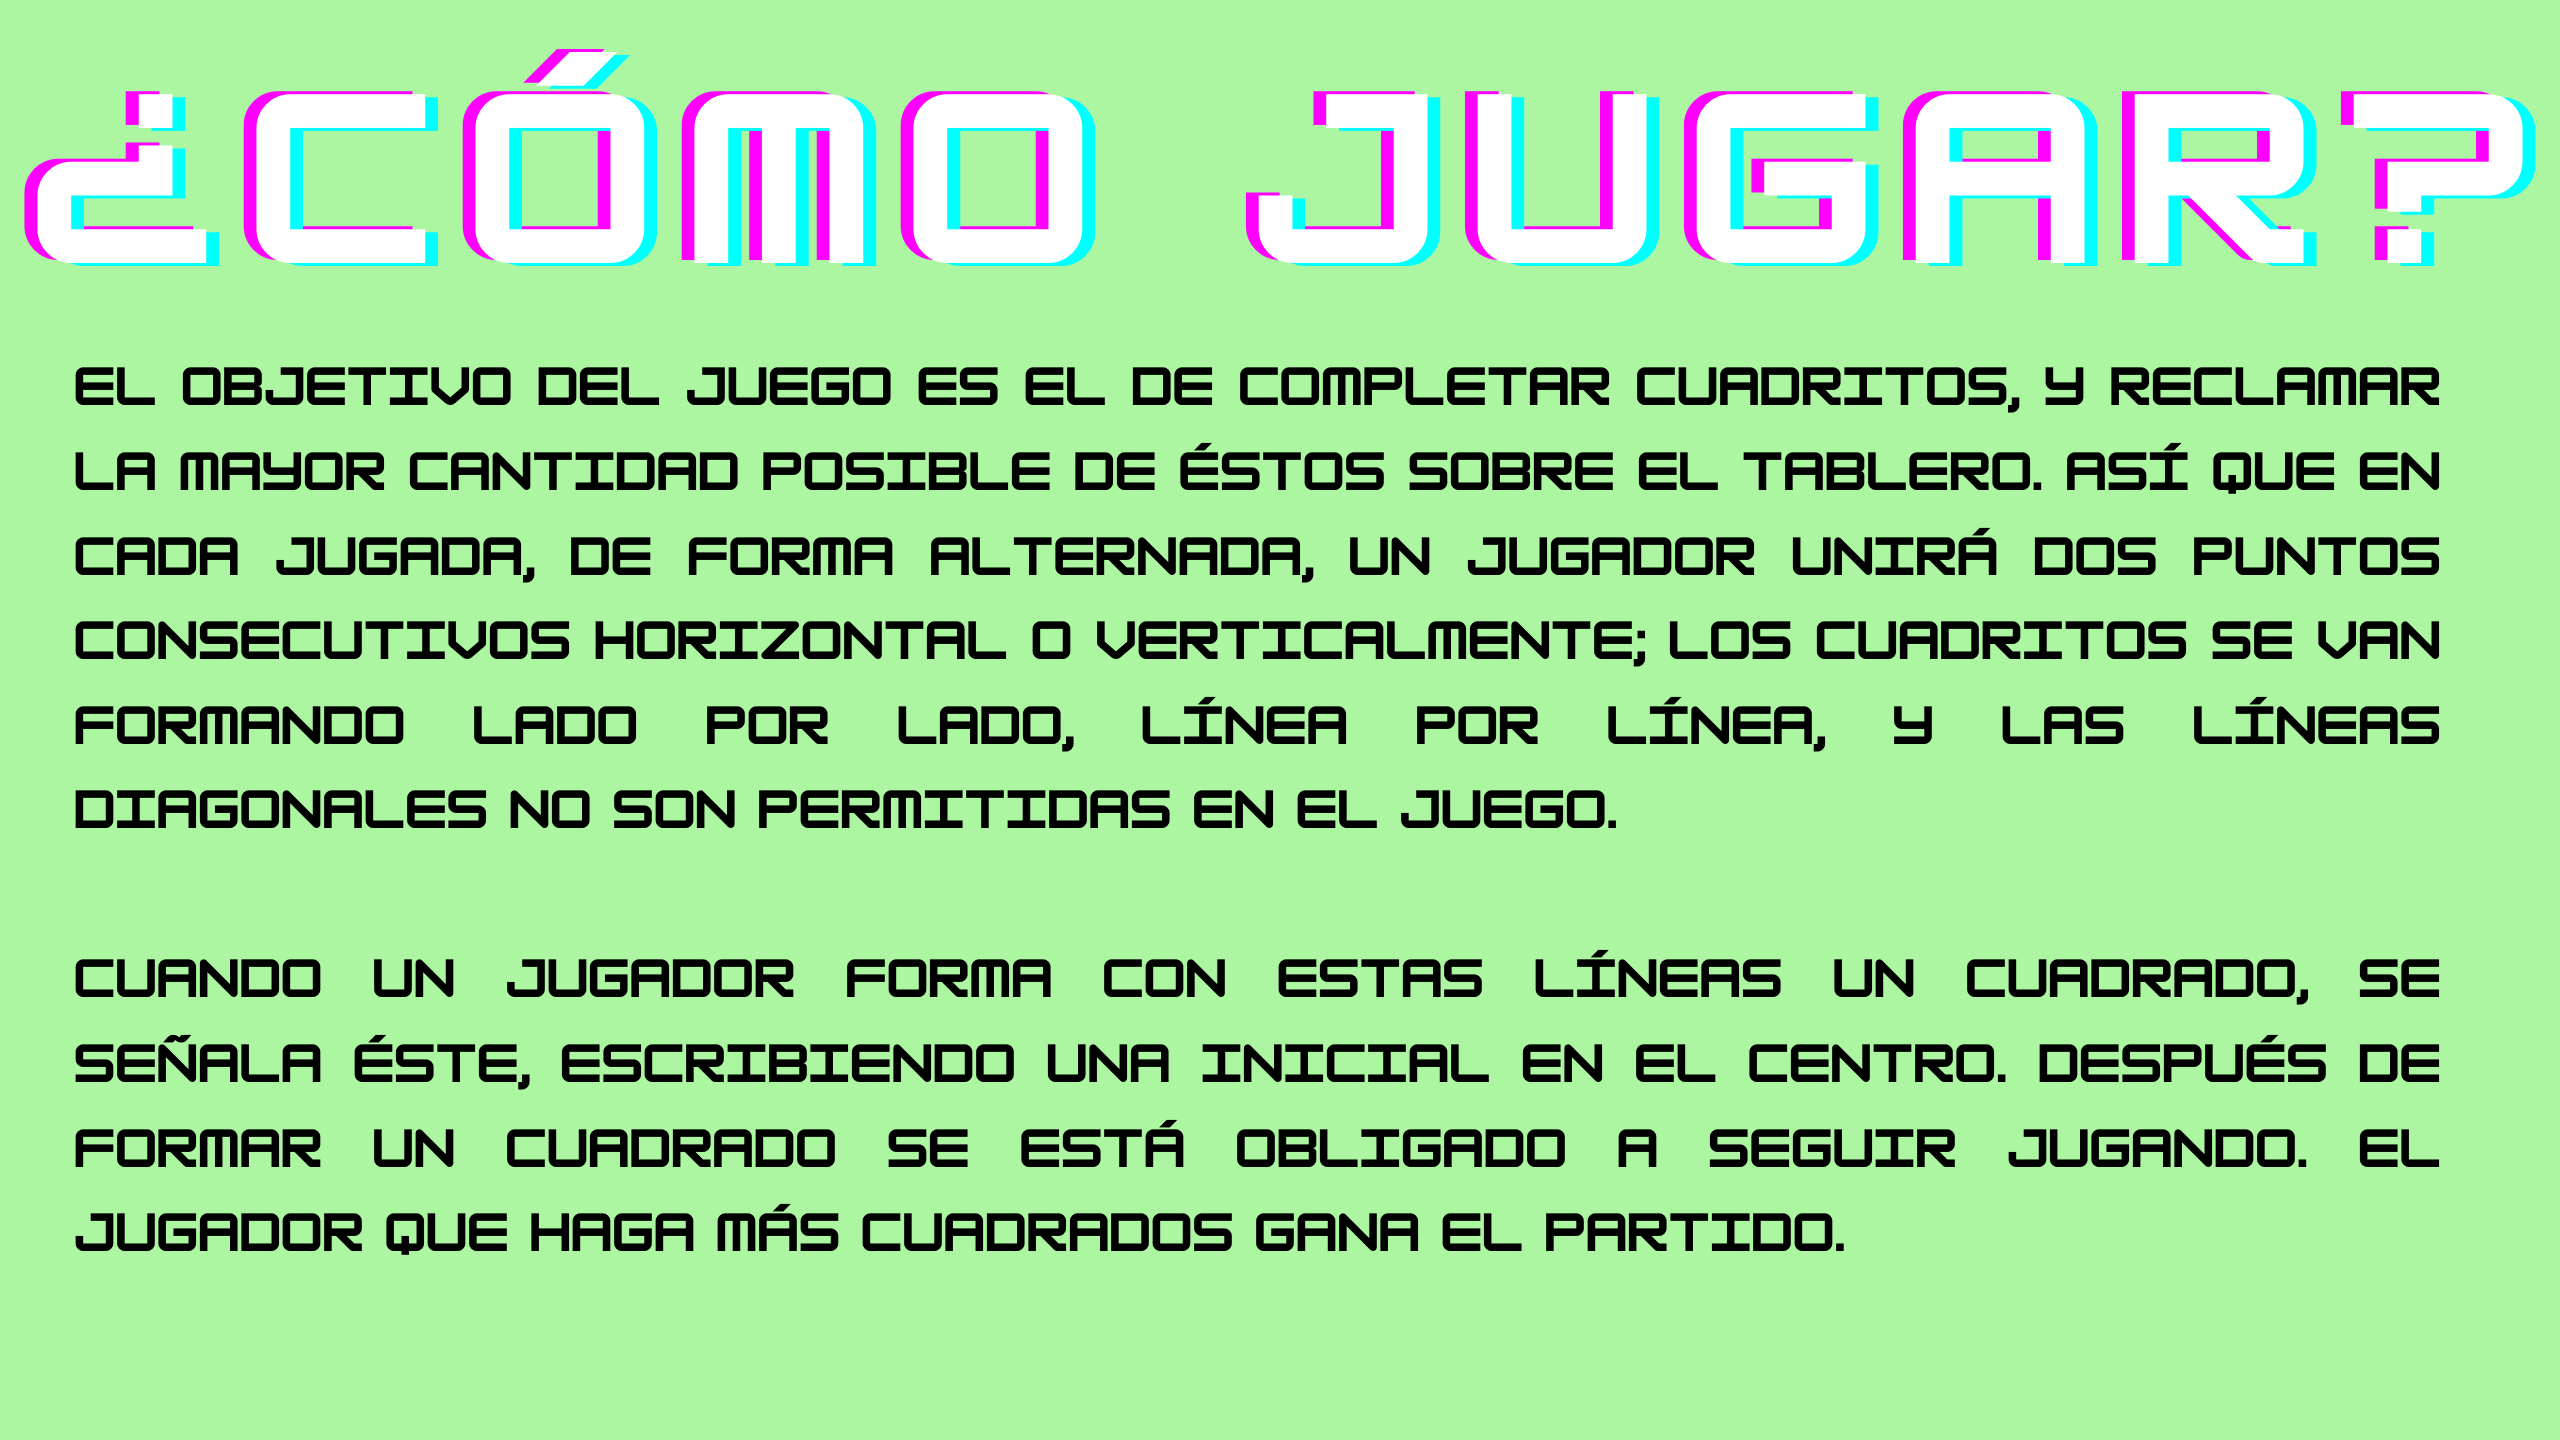 ¿CÓMO JUGAR?
EL OBJETIVO DEL JUEGO ES EL DE COMPLETAR CUADRITOS, Y RECLAMAR
LA MAYOR CANTIDAD POSIBLE DE ÉSTOS SOBRE EL TABLERO. ASÍ QUE EN
CADA JUGADA, DE FORMA ALTERNADA, UN JUGADOR UNIRÁ DOS PUNTOS
CONSECUTIVOS HORIZONTAL O VERTICALMENTE; LOS CUADRITOS SE VAN
FORMANDO LADO POR LADO, LÍNEA POR LÍNEA, Y LAS LÍNEAS
DIAGONALES NO SON PERMITIDAS EN EL JUEGO.
CUANDO UN JUGADOR FORMA CON ESTAS LÍNEAS UN CUADRADO, SE
SEÑALA ÉSTE, ESCRIBIENDO UNA INICIAL EN EL CENTRO. DESPUÉS DE
FORMAR UN CUADRADO SE ESTÁ OBLIGADO A SEGUIR JUGANDO. EL
JUGADOR QUE HAGA MÁS CUADRADOS GANA EL PARTIDO.